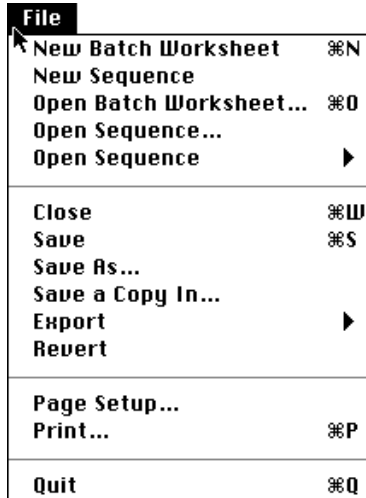 File
New Batch Worksheet ⌘N
New Sequence
Open Batch Worksheet... ⌘O
Open Sequence...
Open Sequence ▶
Close ⌘W
Save ⌘S
Save As...
Save a Copy In...
Export ▶
Revert
Page Setup...
Print... ⌘P
Quit ⌘Q